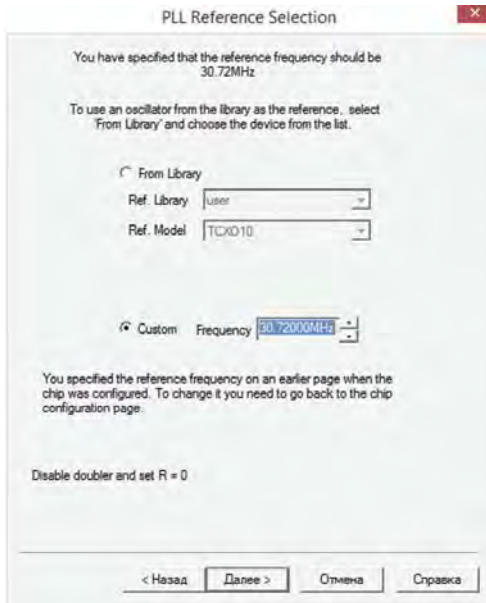 PLL Reference Selection
You have specified that the reference frequency should be
30.72MHz
To use an oscillator from the library as the reference, select
'From Library' and choose the device from the list.
From Library
Ref. Library user
Ref. Model TCXO10
Custom Frequency 30.72000MHz
You specified the reference frequency on an earlier page when the
chip was configured. To change it you need to go back to the chip
configuration page.
Disable doubler and set R = 0
< Назад Далее > Отмена Справка